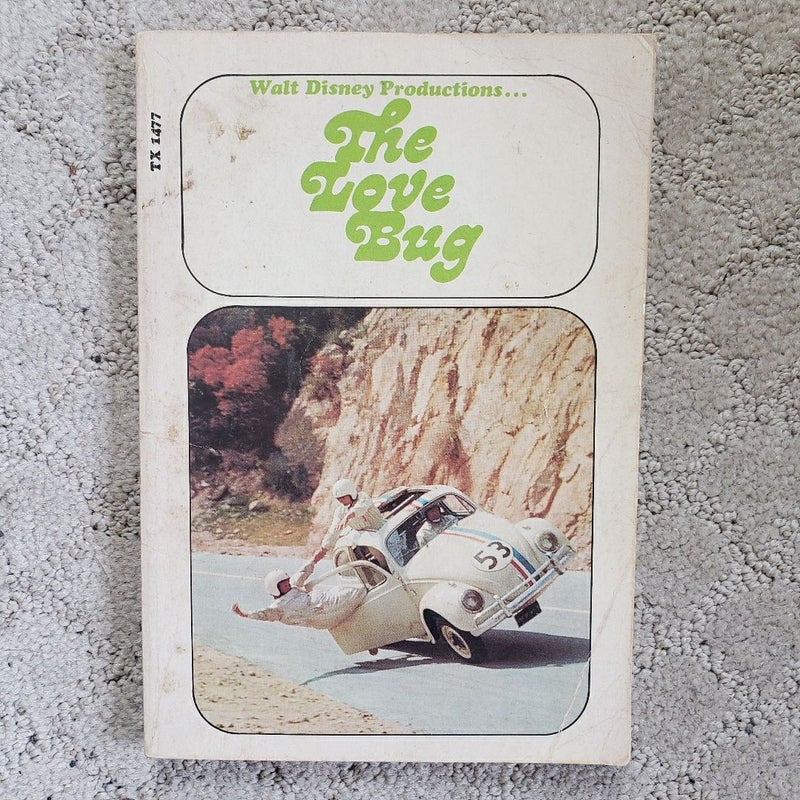 Walt Disney Productions...
The
Love
Bug
TX 1477
53